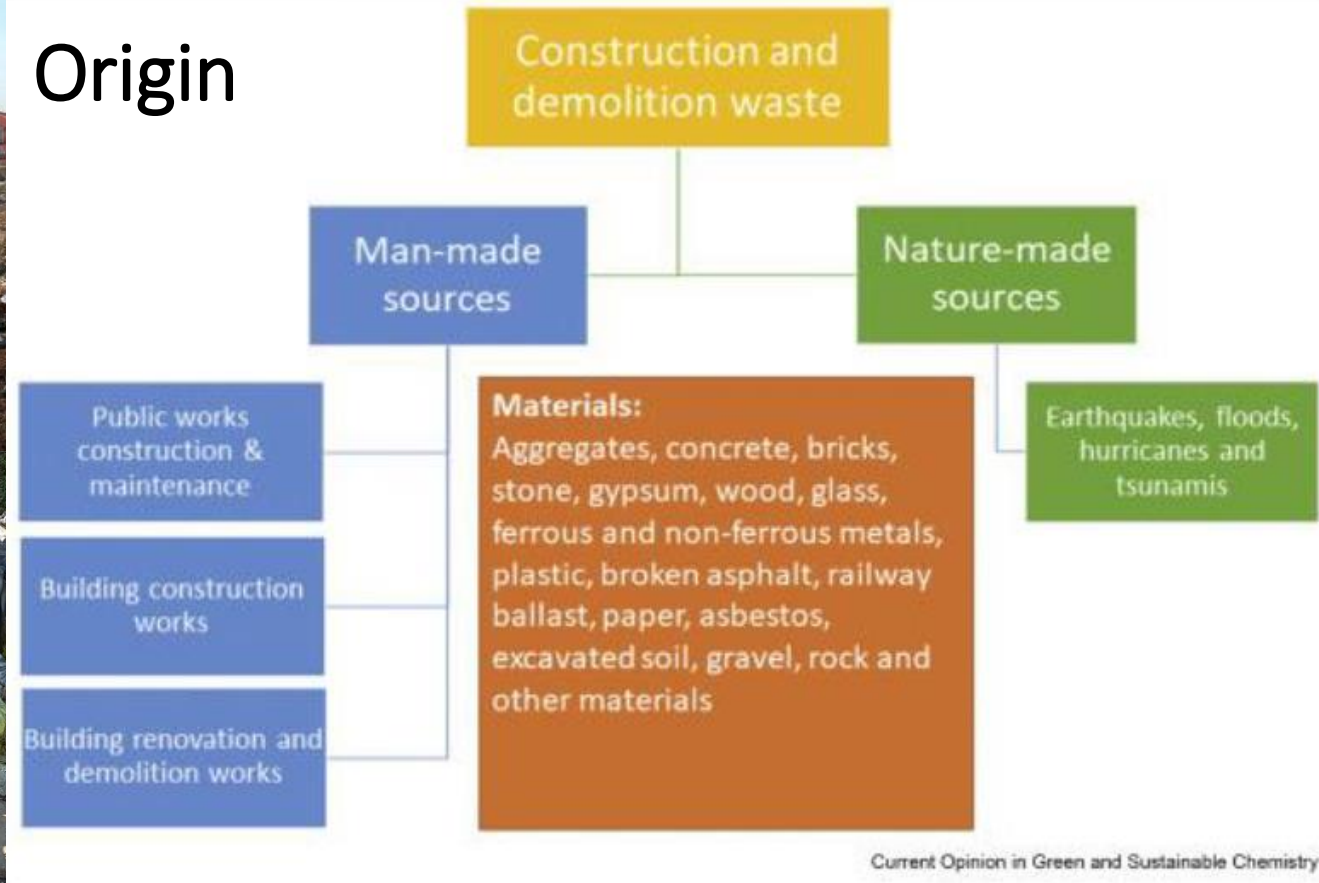 Origin
Construction and
demolition waste
Man-made
sources
Nature-made
sources
Public works
construction &
maintenance
Building construction
works
Building renovation and
demolition works
Materials:
Aggregates, concrete, bricks,
stone, gypsum, wood, glass,
ferrous and non-ferrous metals,
plastic, broken asphalt, railway
ballast, paper, asbestos,
excavated soil, gravel, rock and
other materials
Earthquakes, floods,
hurricanes and
tsunamis
Current Opinion in Green and Sustainable Chemistry